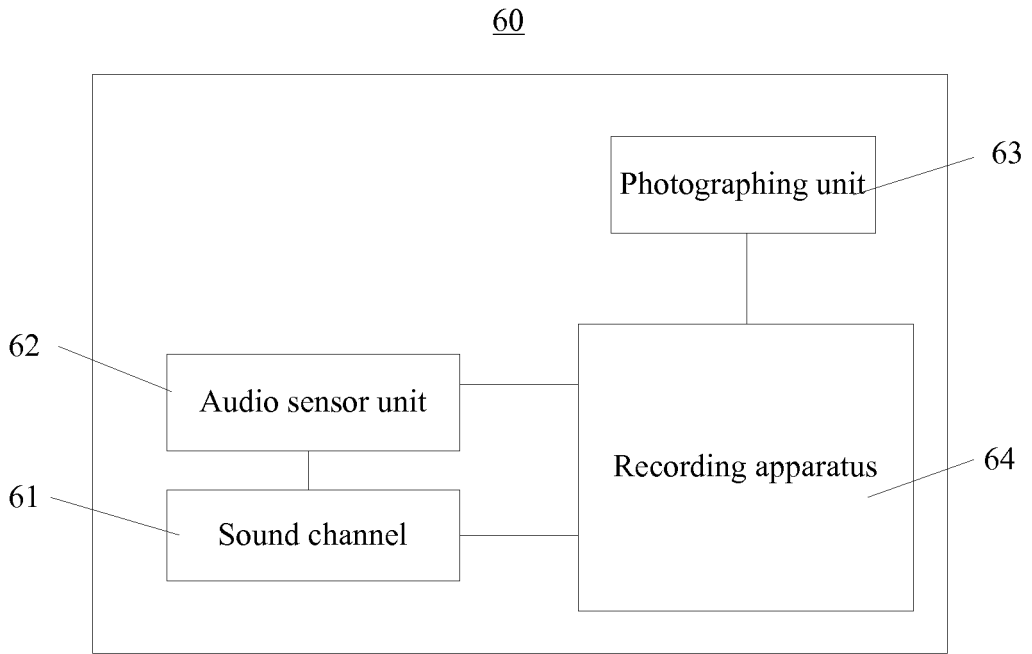 60
63
Photographing unit
62
Audio sensor unit
Recording apparatus
64
61
Sound channel